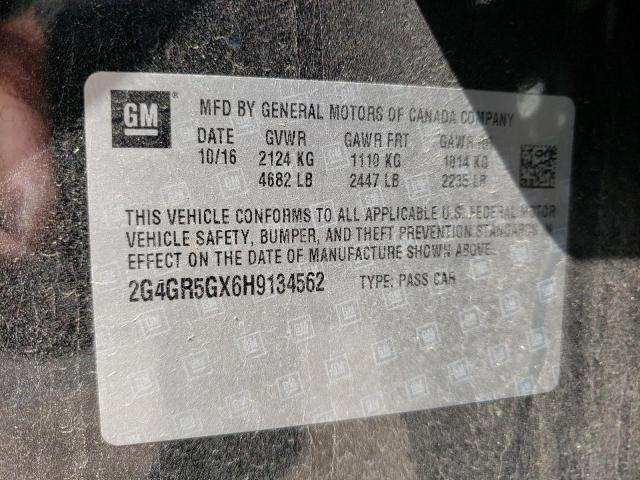 GM® MFD BY GENERAL MOTORS OF CANADA COMPANY
DATE GVWR GAWR FRT GAWR RR
10/16 2124 KG 1110 KG 1014 KG
4682 LB 2447 LB 2235 LB
THIS VEHICLE CONFORMS TO ALL APPLICABLE U.S. FEDERAL MOTOR
VEHICLE SAFETY, BUMPER, AND THEFT PREVENTION STANDARDS IN
EFFECT ON THE DATE OF MANUFACTURE SHOWN ABOVE.
2G4GR5GX6H9134562 TYPE: PASS CAR